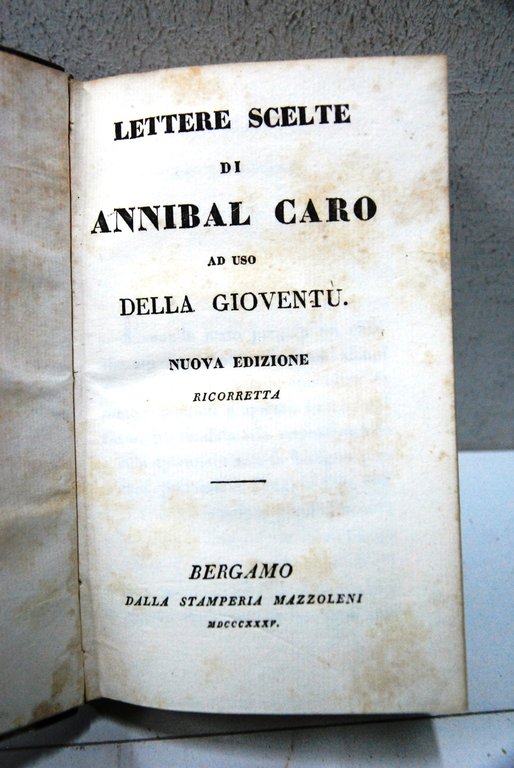 LETTERE SCELTE
DI
ANNIBAL CARO
AD USO
DELLA GIOVENTÙ.
NUOVA EDIZIONE
RICORRETTA
BERGAMO
DALLA STAMPERIA MAZZOLENI
MDCCCXXXV.